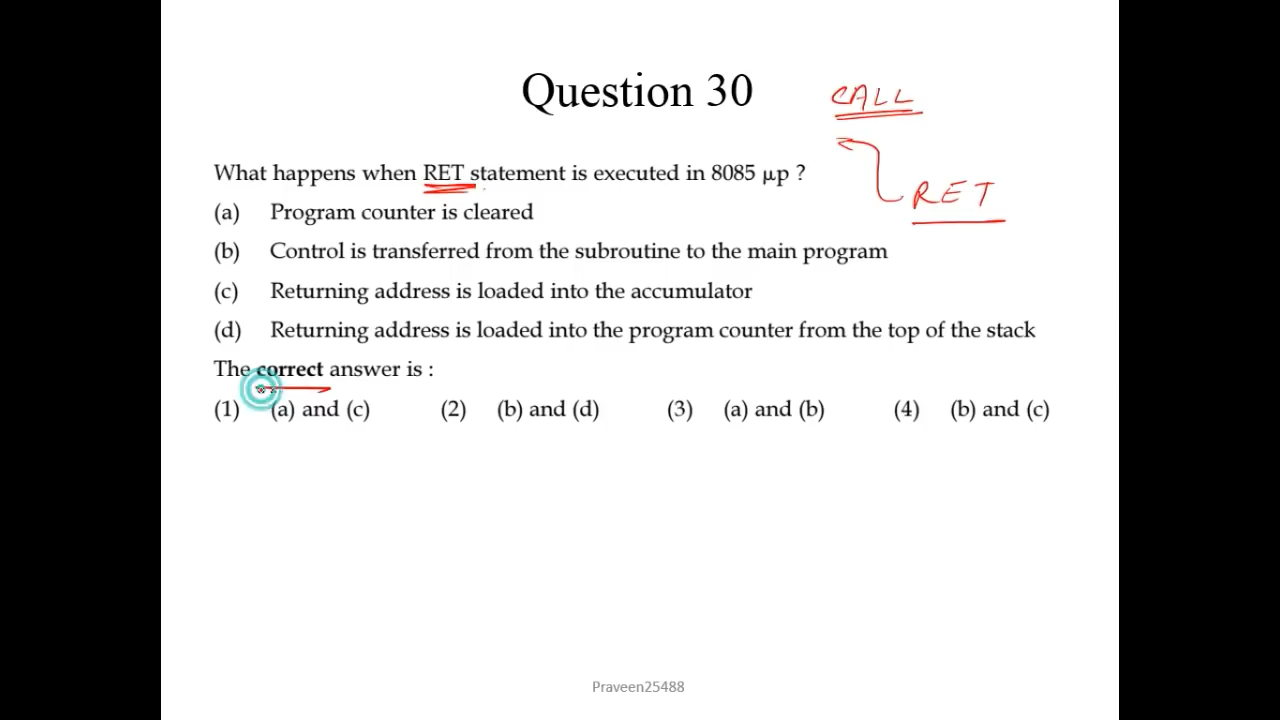 Question 30
CALL
What happens when RET statement is executed in 8085 μp ?
RET
(a) Program counter is cleared
(b) Control is transferred from the subroutine to the main program
(c) Returning address is loaded into the accumulator
(d) Returning address is loaded into the program counter from the top of the stack
The correct answer is :
(1) (a) and (c) (2) (b) and (d) (3) (a) and (b) (4) (b) and (c)
Praveen25488